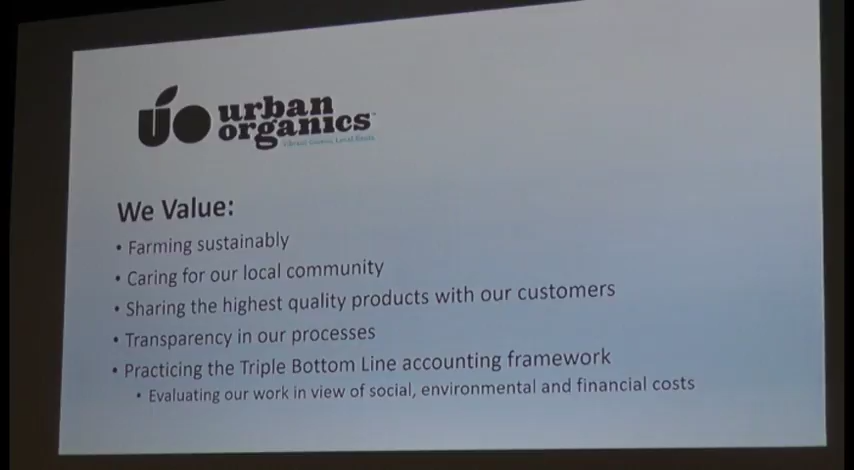 urban
organics
We Value:
• Farming sustainably
• Caring for our local community
• Sharing the highest quality products with our customers
• Transparency in our processes
• Practicing the Triple Bottom Line accounting framework
• Evaluating our work in view of social, environmental and financial costs